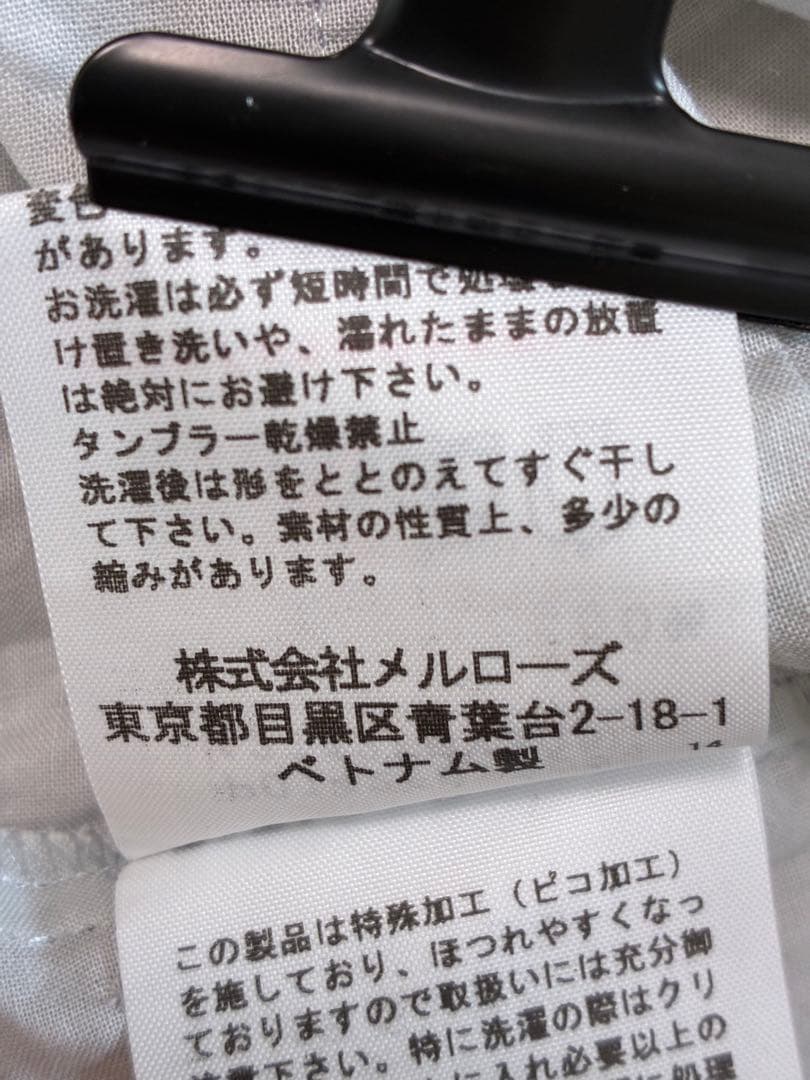 変色
があります。
お洗濯は必ず短時間で処理
け置き洗いや、濡れたままの放置
は絶対にお避け下さい。
タンブラー乾燥禁止
洗濯後は形をととのえてすぐ干し
て下さい。素材の性質上、多少の
縮みがあります。
株式会社メルローズ
東京都目黒区青葉台2-18-1
ベトナム製
この製品は特殊加工(ピコ加工)
を施しており、ほつれやすくなっ
ておりますので取扱いには充分御
注意下さい。特に洗濯の際はクリ
に入れ必要以上の
に処理